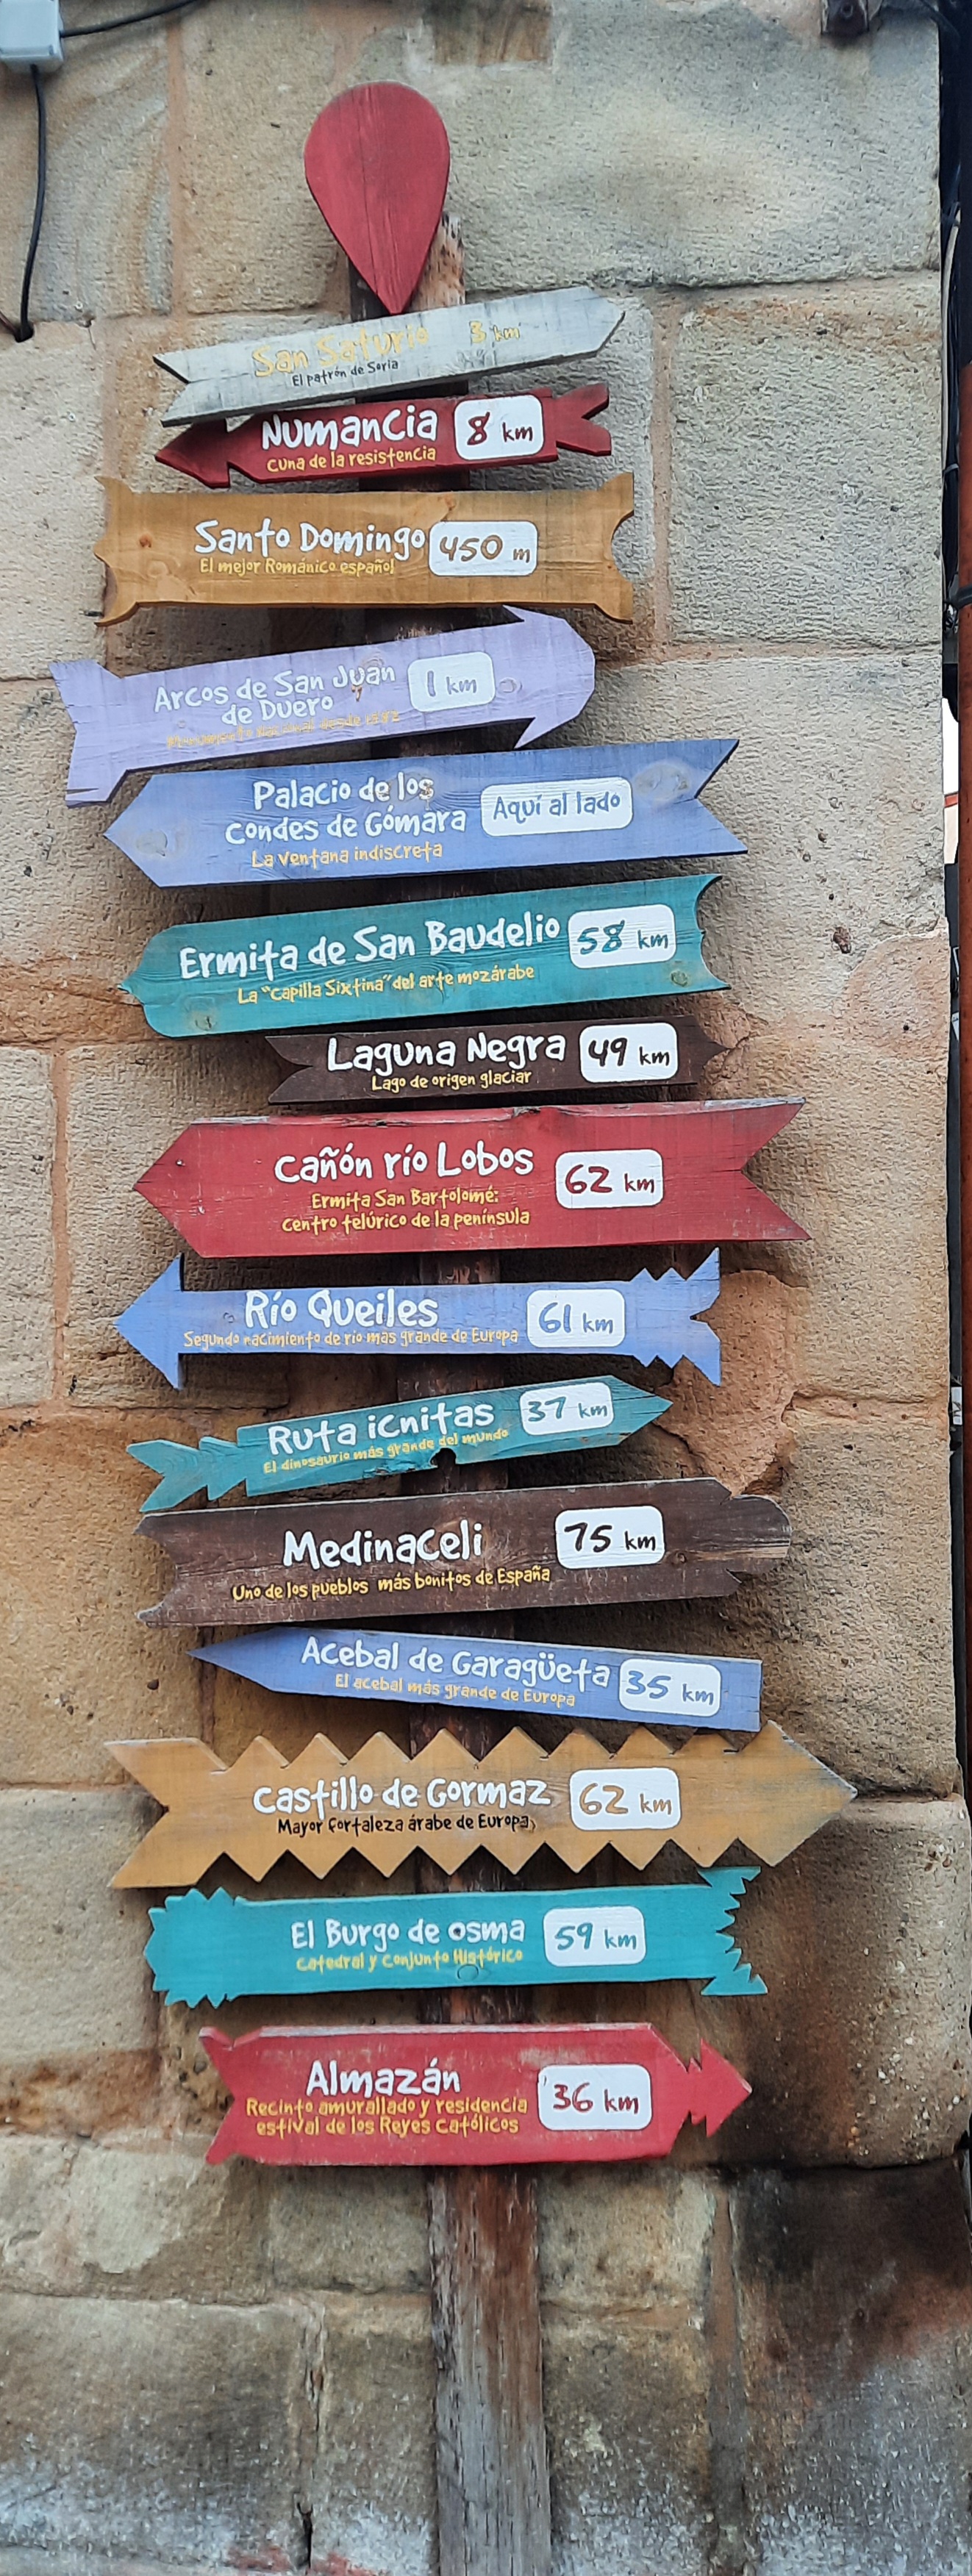 San Saturio 3 km
El patrón de Soria
Numancia 8 km
Cuna de la resistencia
Santo Domingo 450 m
El mejor Románico español
Arcos de San Juan
de Duero 1 km
Monumento nacional desde
Palacio de los
Condes de Gómara Aquí al lado
La ventana indiscreta
Ermita de San Baudelio 58 km
La "Capilla Sixtina" del arte mozárabe
Laguna Negra 49 km
Lago de origen glaciar
Cañón río Lobos 62 km
Ermita San Bartolomé:
Centro telúrico de la península
Río Queiles 61 km
Segundo nacimiento de río más grande de Europa
Ruta icnitas 37 km
El dinosaurio más grande del mundo
Medinaceli 75 km
Uno de los pueblos más bonitos de España
Acebal de Garagüeta 35 km
El acebal más grande de Europa
Castillo de Gormaz 62 km
Mayor fortaleza árabe de Europa
El Burgo de osma 59 km
Catedral y Conjunto Histórico
Almazán 36 km
Recinto amurallado y residencia
estival de los Reyes Católicos